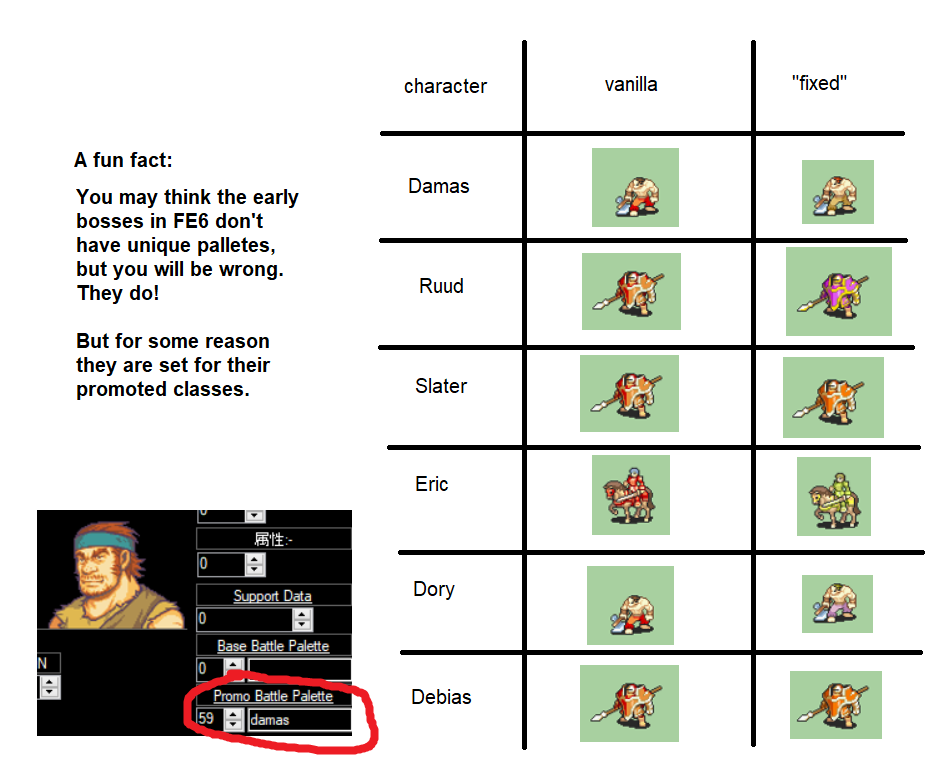 character
vanilla
"fixed"
A fun fact:
You may think the early
bosses in FE6 don't
have unique palletes,
but you will be wrong.
They do!
But for some reason
they are set for their
promoted classes.
Damas
Ruud
Slater
Eric
Dory
Debias
0
属性:-
0
Support Data
0
Base Battle Palette
N
0
Promo Battle Palette
59
damas